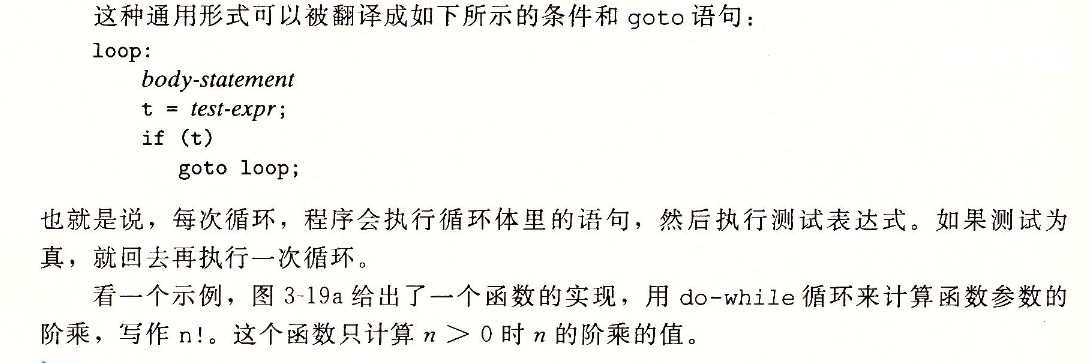 这种通用形式可以被翻译成如下所示的条件和 goto 语句：
loop:
body-statement
t = test-expr;
if (t)
goto loop;
也就是说，每次循环，程序会执行循环体里的语句，然后执行测试表达式。如果测试为
真，就回去再执行一次循环。
看一个示例，图 3-19a 给出了一个函数的实现，用 do-while 循环来计算函数参数的
阶乘，写作 n!。这个函数只计算 n > 0 时 n 的阶乘的值。